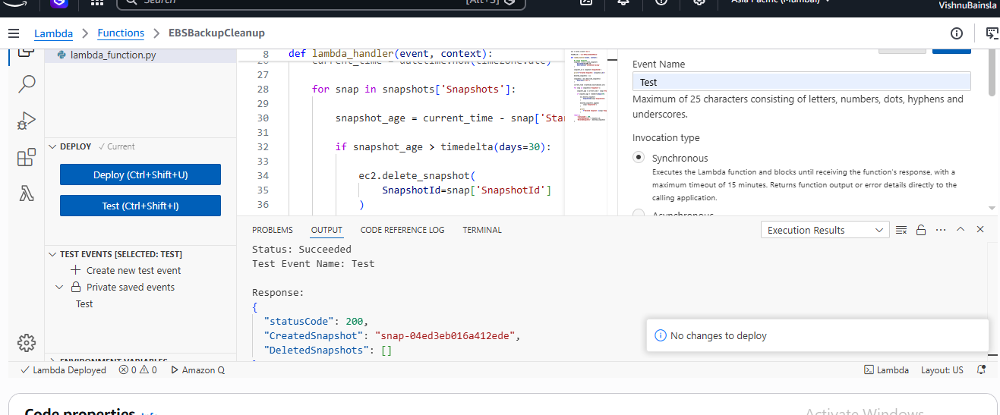 Search
[Alt+S]
Asia Pacific (Mumbai)
VishnuBainsla
Lambda > Functions > EBSBackupCleanup
lambda_function.py
DEPLOY ✓ Current
Deploy (Ctrl+Shift+U)
Test (Ctrl+Shift+I)
TEST EVENTS [SELECTED: TEST]
Create new test event
Private saved events
Test
ENVIRONMENT VARIABLES
8 def lambda_handler(event, context):
26 current_time = datetime.now(timezone.utc)
27
28 for snap in snapshots['Snapshots']:
29
30 snapshot_age = current_time - snap['Star
31
32 if snapshot_age > timedelta(days=30):
33
34 ec2.delete_snapshot(
35 SnapshotId=snap['SnapshotId']
36 )
Event Name
Test
Maximum of 25 characters consisting of letters, numbers, dots, hyphens and
underscores.
Invocation type
Synchronous
Executes the Lambda function and blocks until receiving the function's response, with a
maximum timeout of 15 minutes. Returns function output or error details directly to the
calling application.
Asynchronous
PROBLEMS OUTPUT CODE REFERENCE LOG TERMINAL
Execution Results
Status: Succeeded
Test Event Name: Test
Response:
{
"statusCode": 200,
"CreatedSnapshot": "snap-04ed3eb016a412ede",
"DeletedSnapshots": []
No changes to deploy
Lambda Deployed 0 0 Amazon Q
Lambda Layout: US
Code properties Info
Activate Windows